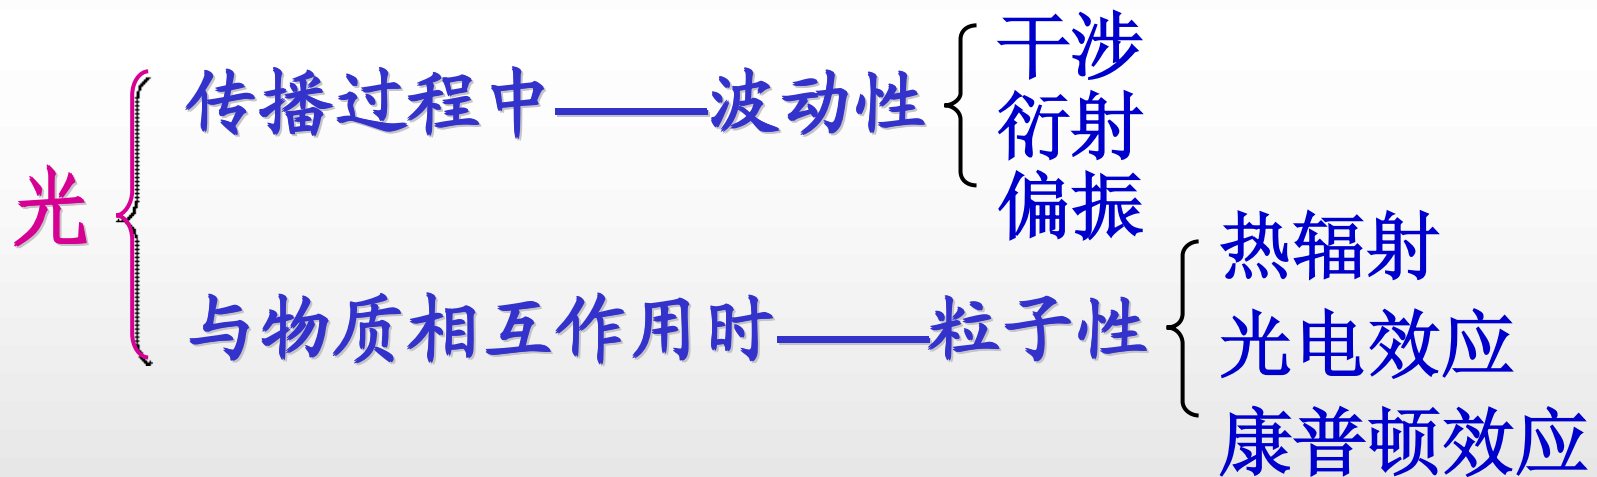 光
传播过程中——波动性
干涉
衍射
偏振
与物质相互作用时——粒子性
热辐射
光电效应
康普顿效应